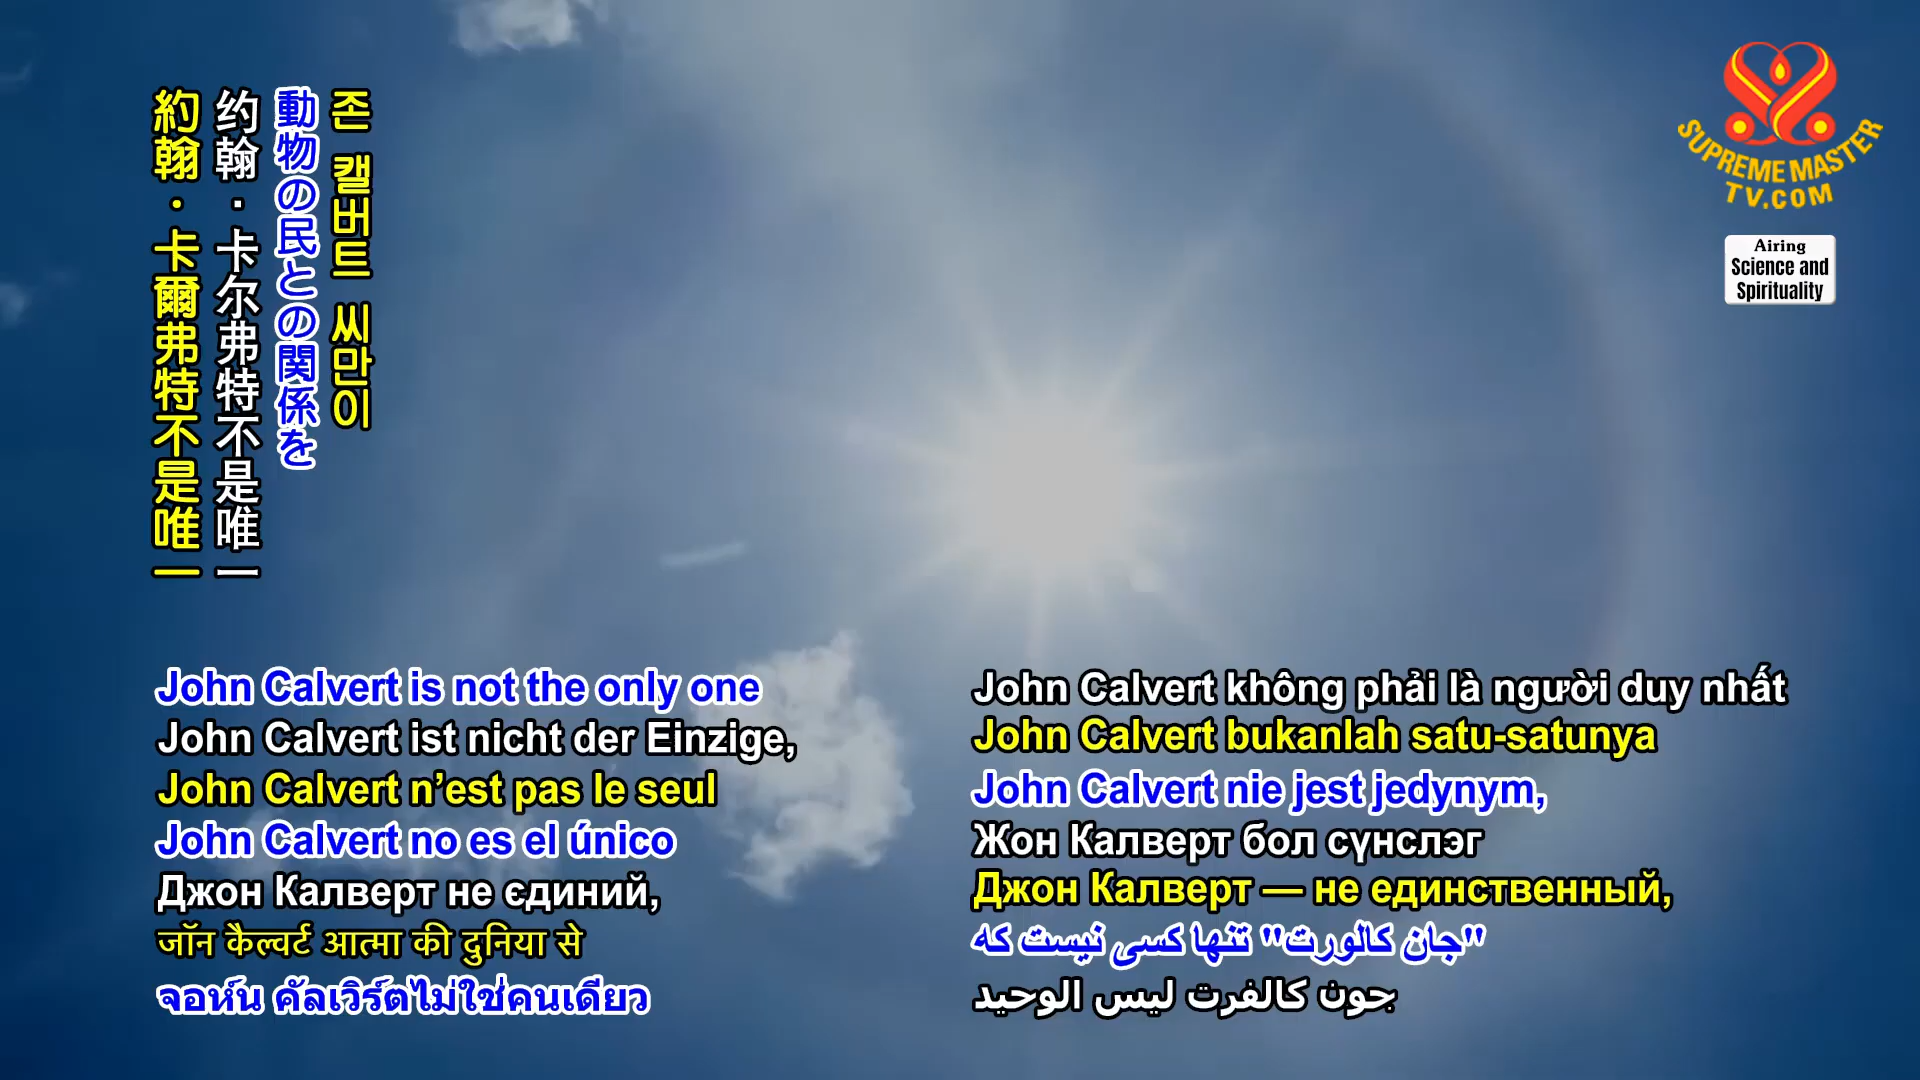 존 캘버트 씨만이
動物の民との関係を
约翰·卡尔弗特不是唯一
約翰·卡爾弗特不是唯一
SUPREME MASTER
TV.COM
Airing
Science and
Spirituality
John Calvert is not the only one
John Calvert ist nicht der Einzige,
John Calvert n’est pas le seul
John Calvert no es el único
Джон Калверт не єдиний,
जॉन कैल्वर्ट आत्मा की दुनिया से
จอห์น คัลเวิร์ตไม่ใช่คนเดียว
John Calvert không phải là người duy nhất
John Calvert bukanlah satu-satunya
John Calvert nie jest jedynym,
Жон Калверт бол сүнслэг
Джон Калверт — не единственный,
"جان کالورت" تنها کسی نیست که
جون كالفرت ليس الوحيد